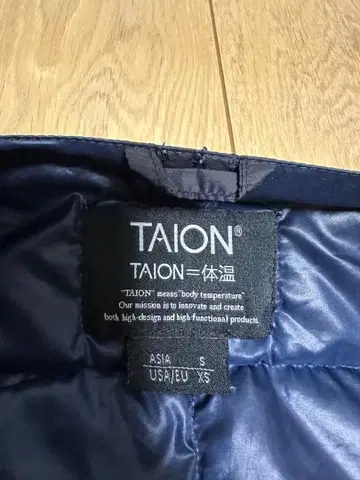 TAION®
TAION=体温
"TAION" means "body temperature"
Our mission is to innovate and create
both high-design and high-functional products.
ASIA S
USA/EU XS